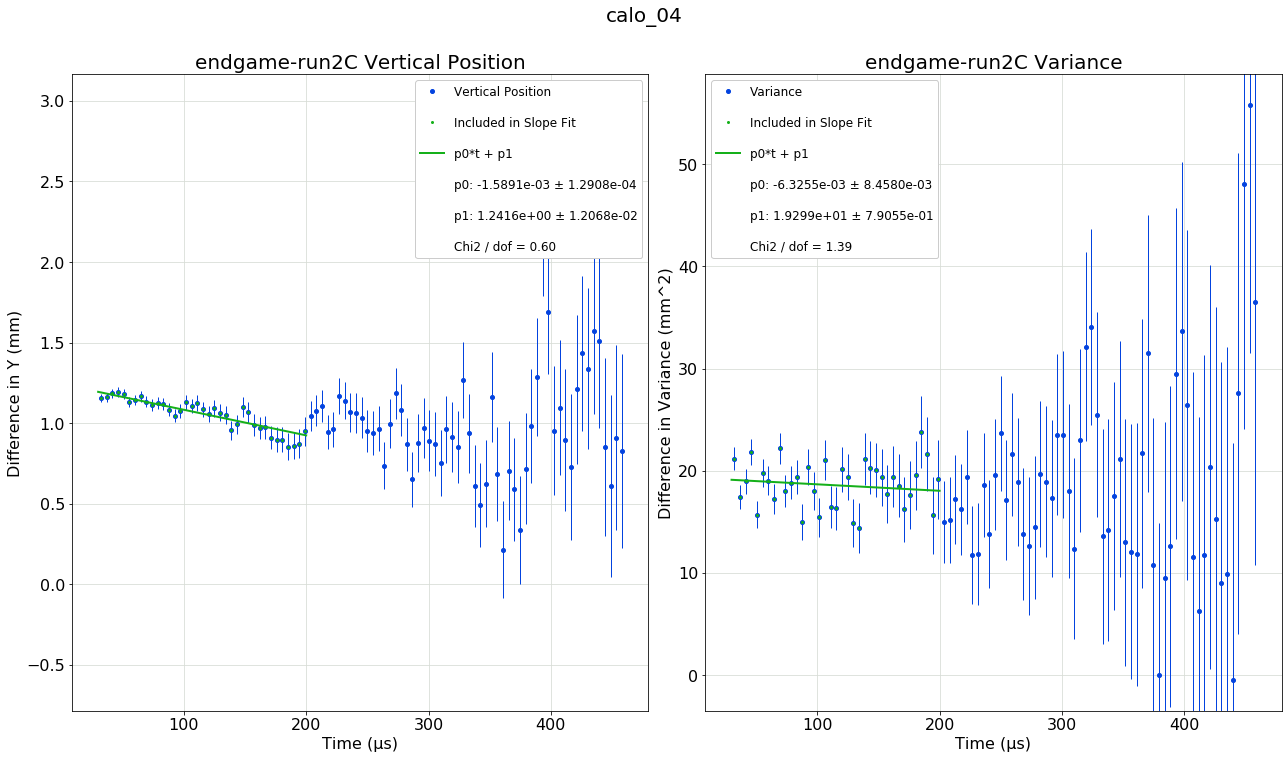 calo_04
endgame-run2C Vertical Position
Difference in Y (mm)
3.0
2.5
2.0
1.5
1.0
0.5
0.0
−0.5
Vertical Position
Included in Slope Fit
p0*t + p1
p0: -1.5891e-03 ± 1.2908e-04
p1: 1.2416e+00 ± 1.2068e-02
Chi2 / dof = 0.60
100 200 300 400
Time (μs)
endgame-run2C Variance
Difference in Variance (mm^2)
50
40
30
20
10
0
Variance
Included in Slope Fit
p0*t + p1
p0: -6.3255e-03 ± 8.4580e-03
p1: 1.9299e+01 ± 7.9055e-01
Chi2 / dof = 1.39
100 200 300 400
Time (μs)